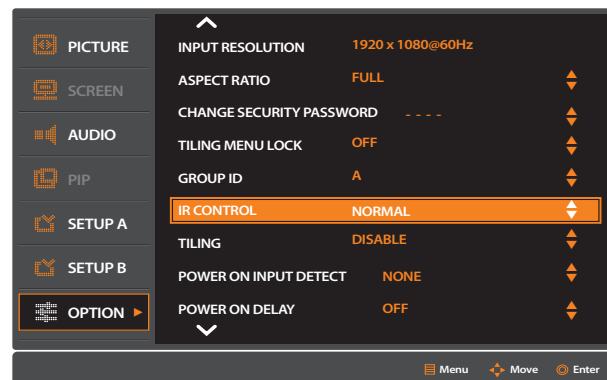 PICTURE
SCREEN
AUDIO
PIP
SETUP A
SETUP B
OPTION
INPUT RESOLUTION 1920 x 1080@60Hz
ASPECT RATIO FULL
CHANGE SECURITY PASSWORD - - - -
TILING MENU LOCK OFF
GROUP ID A
IR CONTROL NORMAL
TILING DISABLE
POWER ON INPUT DETECT NONE
POWER ON DELAY OFF
Menu Move Enter